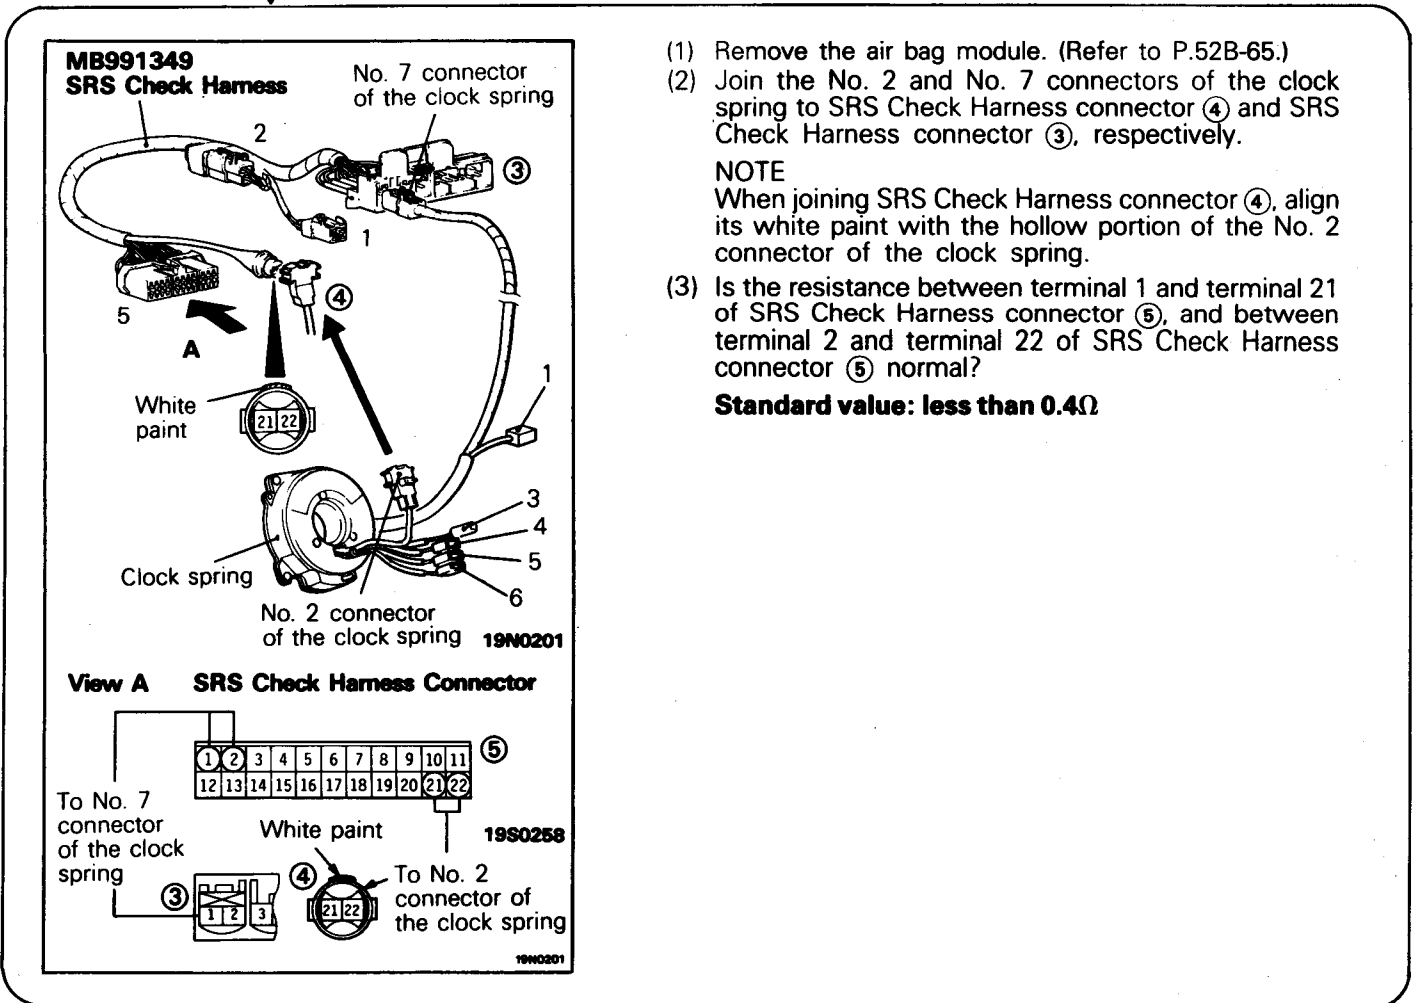 MB991349
SRS Check Harness
No. 7 connector
of the clock spring
2
③
1
5
④
A
White
paint
21 22
1
3
4
5
6
Clock spring
No. 2 connector
of the clock spring
19N0201
View A SRS Check Harness Connector
⑤
1 2 3 4 5 6 7 8 9 10 11
12 13 14 15 16 17 18 19 20 21 22
To No. 7
connector
of the clock
spring
White paint
19S0258
③
1 2 3
④
21 22
To No. 2
connector of
the clock spring
19N0201
(1) Remove the air bag module. (Refer to P.52B-65.)
(2) Join the No. 2 and No. 7 connectors of the clock
spring to SRS Check Harness connector ④ and SRS
Check Harness connector ③, respectively.
NOTE
When joining SRS Check Harness connector ④, align
its white paint with the hollow portion of the No. 2
connector of the clock spring.
(3) Is the resistance between terminal 1 and terminal 21
of SRS Check Harness connector ⑤, and between
terminal 2 and terminal 22 of SRS Check Harness
connector ⑤ normal?
Standard value: less than 0.4Ω